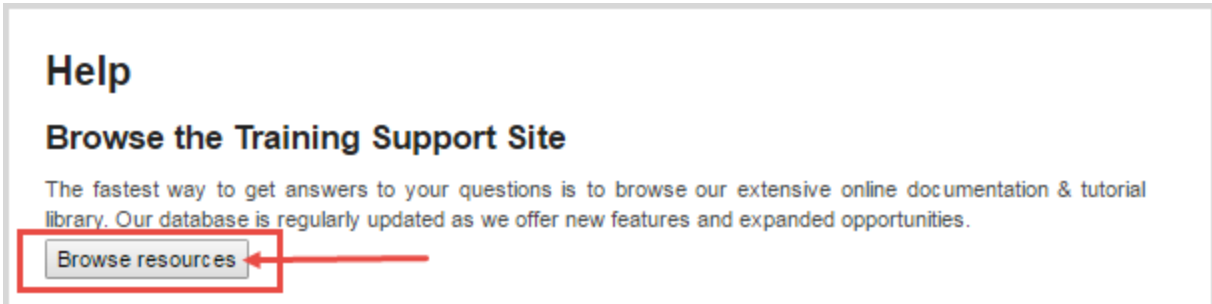 Help
Browse the Training Support Site
The fastest way to get answers to your questions is to browse our extensive online documentation & tutorial
library. Our database is regularly updated as we offer new features and expanded opportunities.
Browse resources